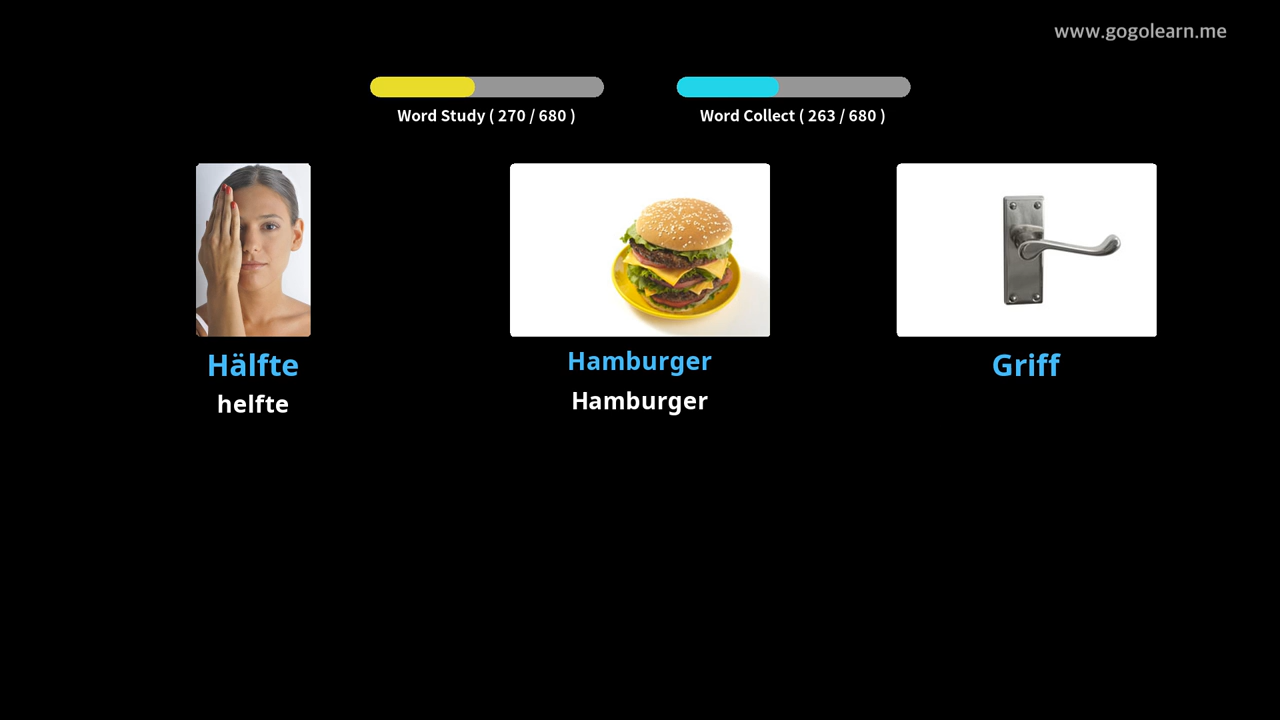 www.gogolearn.me
Word Study ( 270 / 680 )
Word Collect ( 263 / 680 )
Hälfte
helfte
Hamburger
Hamburger
Griff